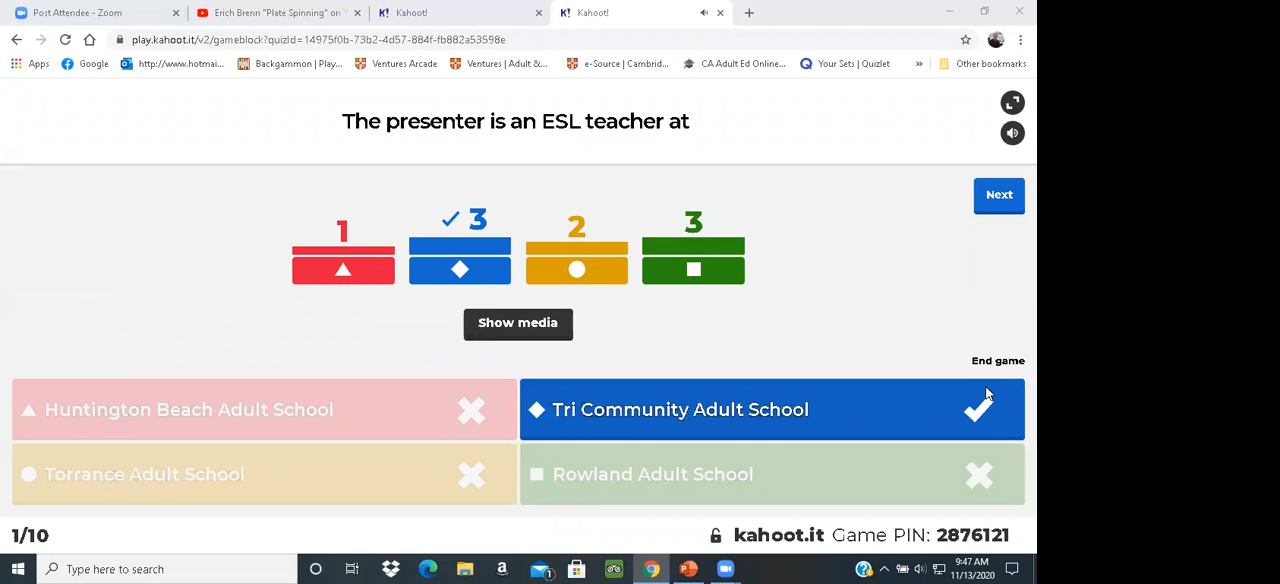 Post Attendee - Zoom
Erich Brenn "Plate Spinning" on
K! Kahoot!
K! Kahoot!
play.kahoot.it/v2/gameblock?quizId=14975f0b-73b2-4d57-884f-fb882a53598e
Apps Google http://www.hotmai... Backgammon | Play... Ventures Arcade Ventures | Adult &... e-Source | Cambrid... CA Adult Ed Online... Your Sets | Quizlet » Other bookmarks
The presenter is an ESL teacher at
Next
1 3 2 3
Show media
End game
Huntington Beach Adult School
Tri Community Adult School
Torrance Adult School
Rowland Adult School
1/10
kahoot.it Game PIN: 2876121
Type here to search
9:47 AM
11/13/2020